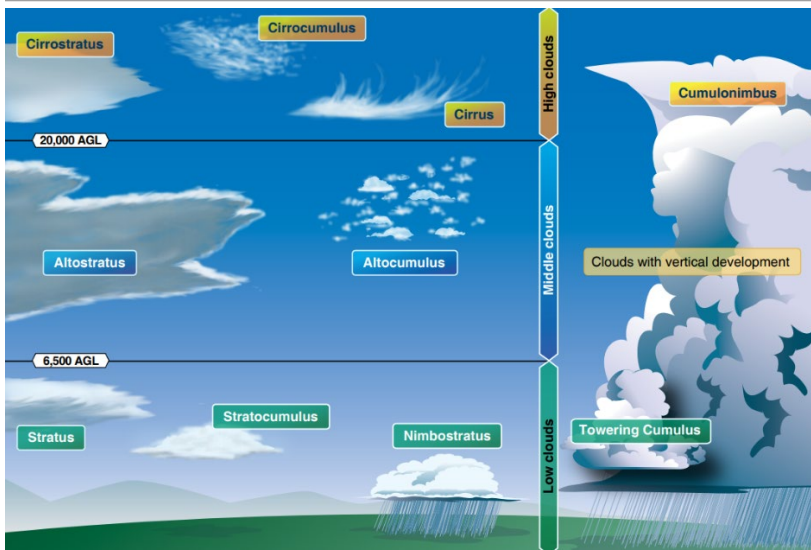 Cirrostratus
Cirrocumulus
Cirrus
High clouds
Cumulonimbus
20,000 AGL
Altostratus
Altocumulus
Middle clouds
Clouds with vertical development
6,500 AGL
Stratus
Stratocumulus
Nimbostratus
Low clouds
Towering Cumulus